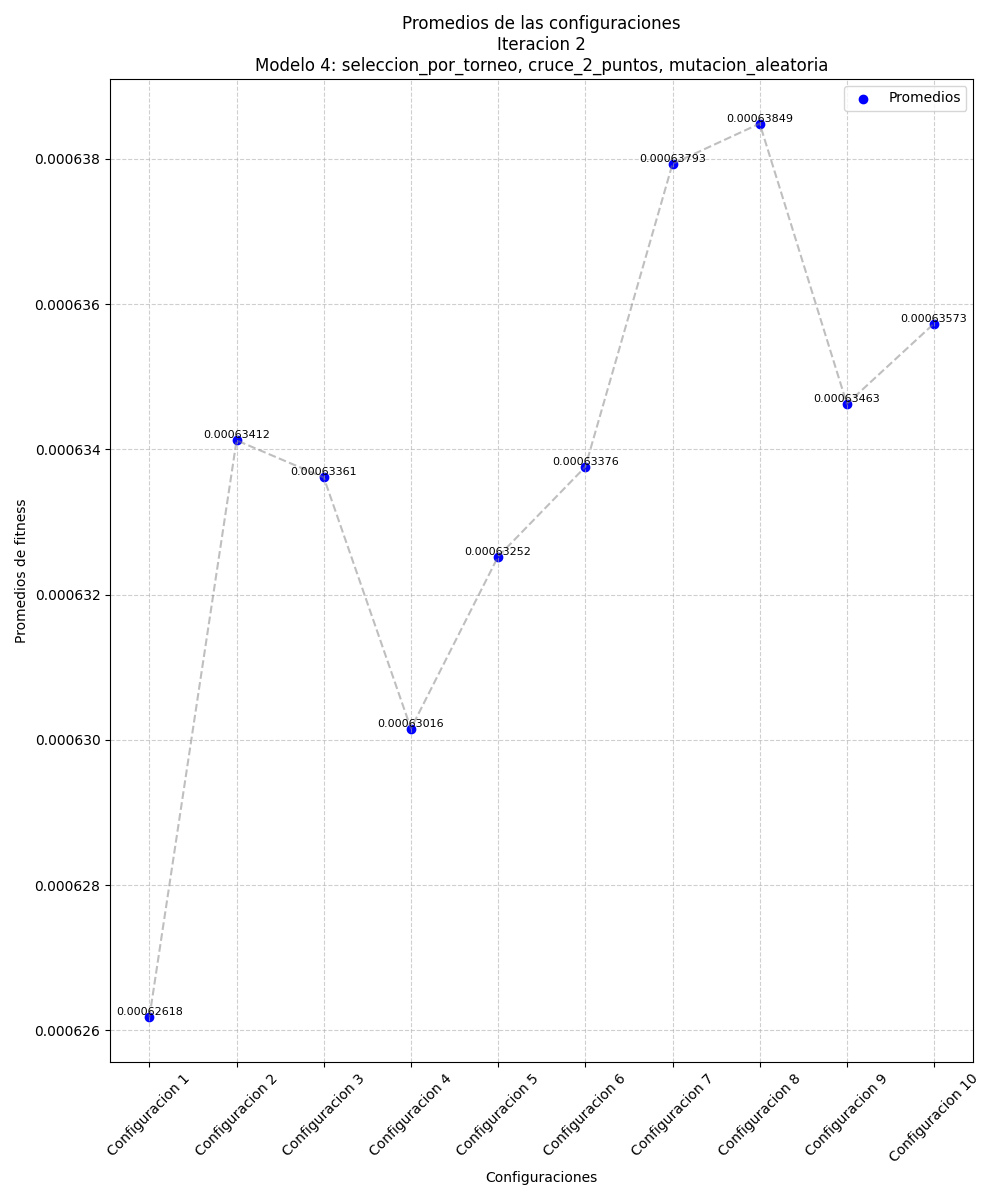 Promedios de las configuraciones
Iteracion 2
Modelo 4: seleccion_por_torneo, cruce_2_puntos, mutacion_aleatoria
Promedios
0.00063849
0.000638
0.00063793
0.000636
0.00063573
0.00063463
0.000634
0.00063412
0.00063361
0.00063376
0.00063252
0.000632
0.00063016
0.000630
0.000628
0.00062618
0.000626
Promedios de fitness
Configuracion 1
Configuracion 2
Configuracion 3
Configuracion 4
Configuracion 5
Configuracion 6
Configuracion 7
Configuracion 8
Configuracion 9
Configuracion 10
Configuraciones